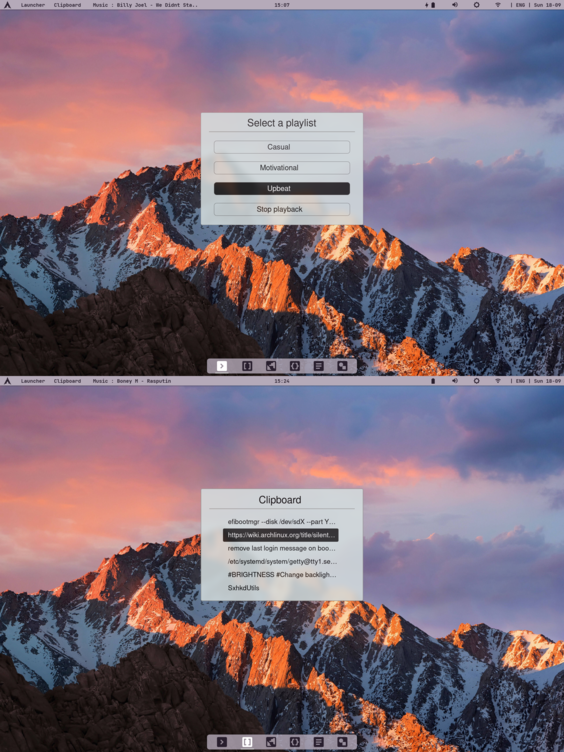 Launcher Clipboard Music : Billy Joel - We Didnt Sta.. 15:07 | ENG | Sun 18-09
Select a playlist
Casual
Motivational
Upbeat
Stop playback
Launcher Clipboard Music : Boney M - Rasputin 15:24 | ENG | Sun 18-09
Clipboard
efibootmgr --disk /dev/sdX --part Y...
https://wiki.archlinux.org/title/silent...
remove last login message on boo...
/etc/systemd/system/getty@tty1.se...
#BRIGHTNESS #Change backligh...
SxhkdUtils